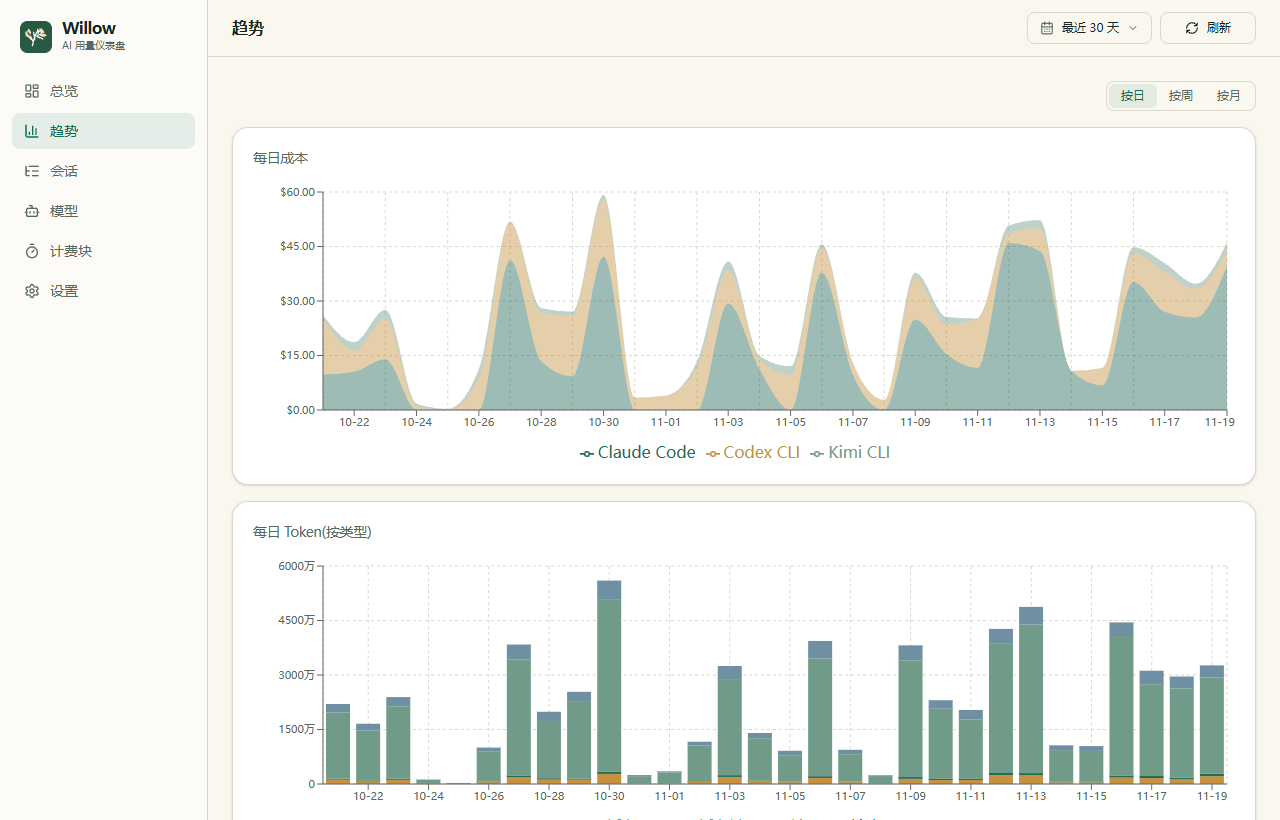 Willow
AI 用量仪表盘
总览
趋势
会话
模型
计费块
设置
趋势
最近 30 天
刷新
按日
按周
按月
每日成本
$60.00
$45.00
$30.00
$15.00
$0.00
10-22
10-24
10-26
10-28
10-30
11-01
11-03
11-05
11-07
11-09
11-11
11-13
11-15
11-17
11-19
Claude Code
Codex CLI
Kimi CLI
每日 Token(按类型)
6000万
4500万
3000万
1500万
0
10-22
10-24
10-26
10-28
10-30
11-01
11-03
11-05
11-07
11-09
11-11
11-13
11-15
11-17
11-19